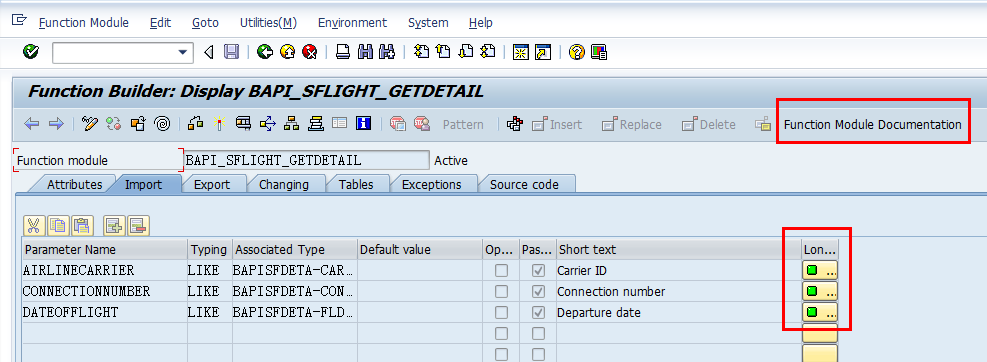 Function Module Edit Goto Utilities(M) Environment System Help
Function Builder: Display BAPI_SFLIGHT_GETDETAIL
Pattern Insert Replace Delete Function Module Documentation
Function module BAPI_SFLIGHT_GETDETAIL Active
Attributes Import Export Changing Tables Exceptions Source code
Parameter Name Typing Associated Type Default value Op... Pas... Short text Lon...
AIRLINECARRIER LIKE BAPISFDETA-CAR... Carrier ID ...
CONNECTIONNUMBER LIKE BAPISFDETA-CON... Connection number ...
DATEOFFLIGHT LIKE BAPISFDETA-FLD... Departure date ...